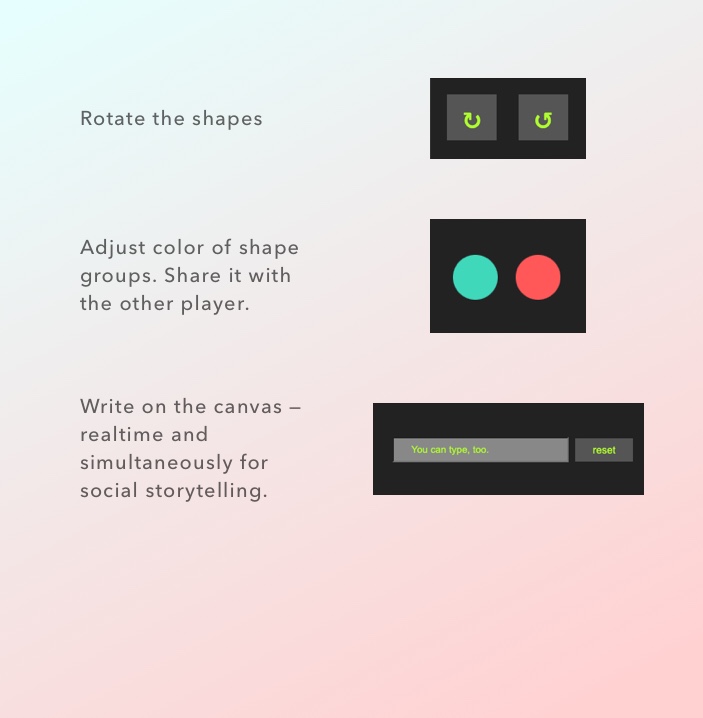 Rotate the shapes
↻ ↺
Adjust color of shape
groups. Share it with
the other player.
Write on the canvas –
realtime and
simultaneously for
social storytelling.
You can type, too.
reset